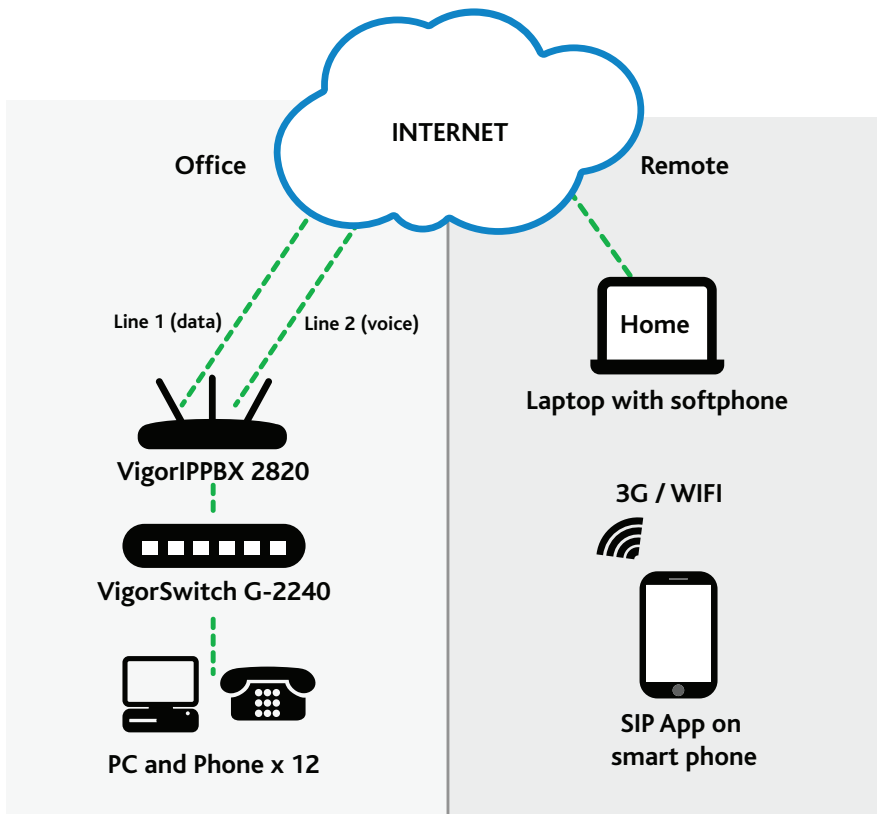 INTERNET
Office
Remote
Line 1 (data)
Line 2 (voice)
Home
Laptop with softphone
VigorIPPBX 2820
3G / WIFI
VigorSwitch G-2240
SIP App on
smart phone
PC and Phone x 12